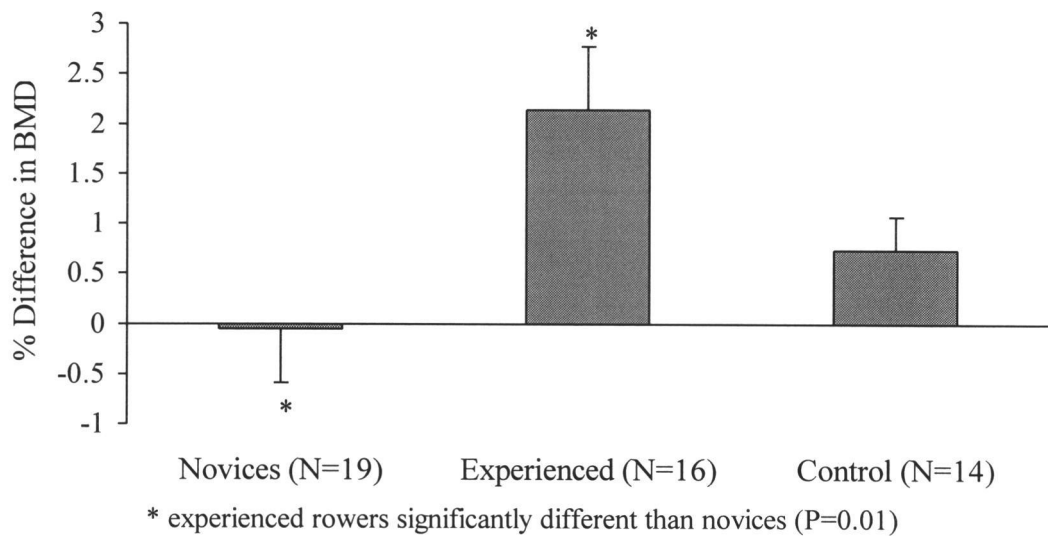 % Difference in BMD
3
2.5
2
1.5
1
0.5
0
-0.5
-1
*
*
Novices (N=19)
Experienced (N=16)
Control (N=14)
* experienced rowers significantly different than novices (P=0.01)